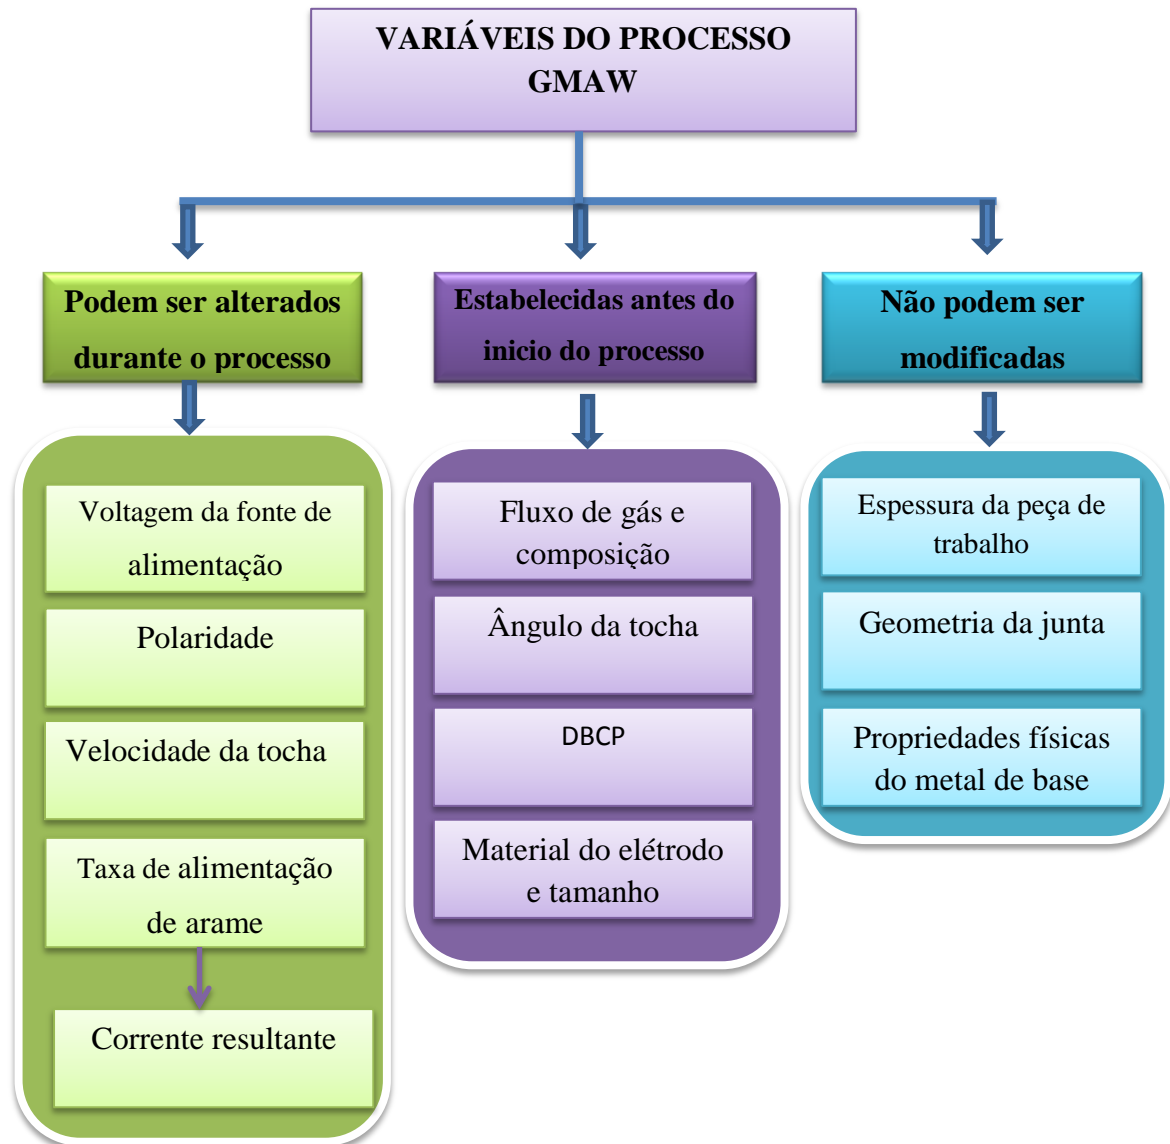 VARIÁVEIS DO PROCESSO
GMAW
Podem ser alterados
durante o processo
Estabelecidas antes do
inicio do processo
Não podem ser
modificadas
Voltagem da fonte de
alimentação
Polaridade
Velocidade da tocha
Taxa de alimentação
de arame
Corrente resultante
Fluxo de gás e
composição
Ângulo da tocha
DBCP
Material do elétrodo
e tamanho
Espessura da peça de
trabalho
Geometria da junta
Propriedades físicas
do metal de base